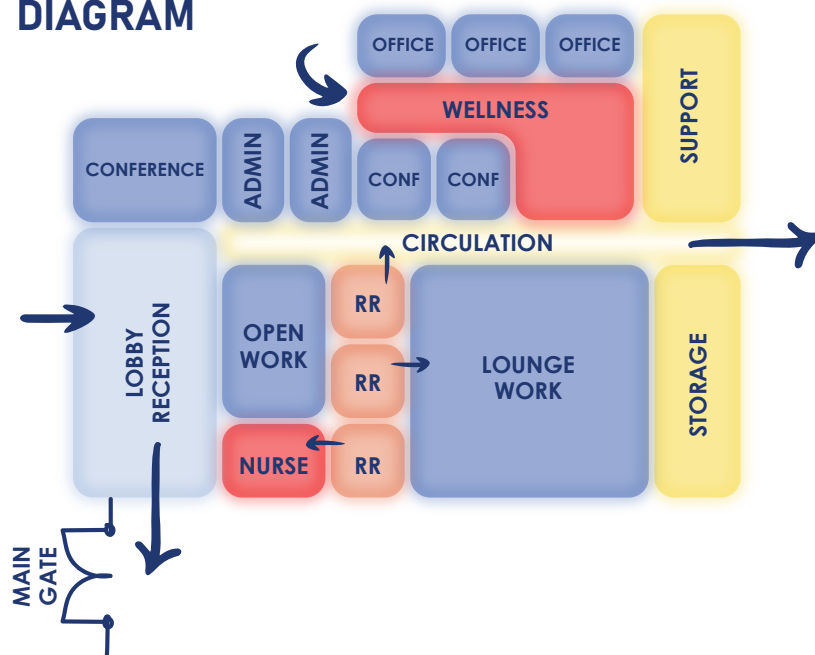 DIAGRAM
OFFICE
OFFICE
OFFICE
WELLNESS
SUPPORT
CONFERENCE
ADMIN
ADMIN
CONF
CONF
CIRCULATION
LOBBY
RECEPTION
OPEN
WORK
RR
RR
RR
LOUNGE
WORK
STORAGE
NURSE
MAIN
GATE